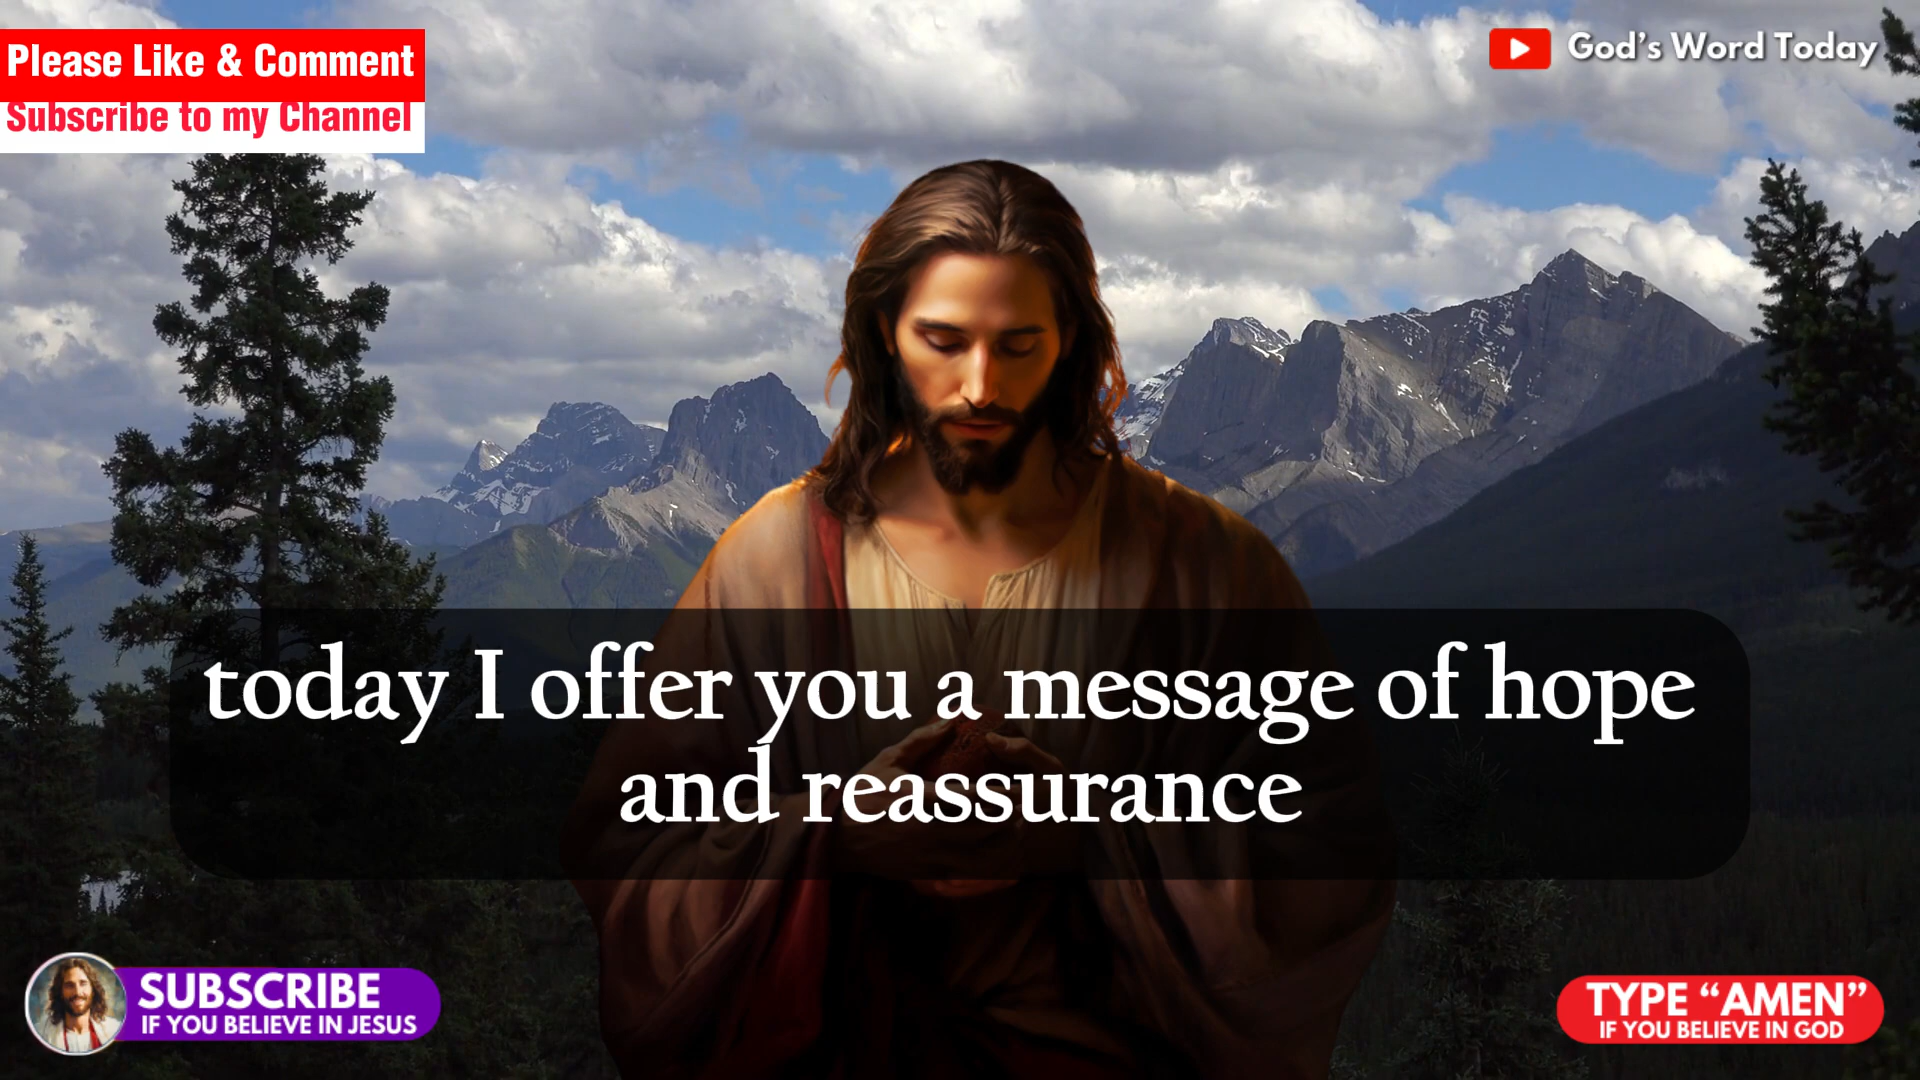 Please Like & Comment
Subscribe to my Channel
God's Word Today
today I offer you a message of hope
and reassurance
SUBSCRIBE
IF YOU BELIEVE IN JESUS
TYPE “AMEN”
IF YOU BELIEVE IN GOD